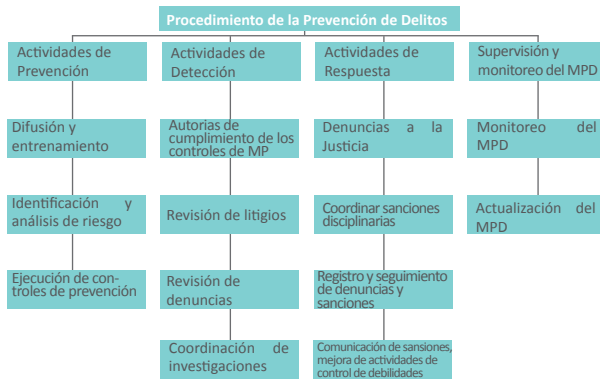 Procedimiento de la Prevención de Delitos
Actividades de
Prevención
Difusión y
entrenamiento
Identificación y
análisis de riesgo
Ejecución de con-
troles de prevención
Actividades de
Detección
Autorias de
cumplimiento de los
controles de MP
Revisión de litigios
Revisión de
denuncias
Coordinación de
investigaciones
Actividades de
Respuesta
Denuncias a la
Justicia
Coordinar sanciones
disciplinarias
Registro y seguimiento
de denuncias y
sanciones
Comunicación de sansiones,
mejora de actividades de
control de debilidades
Supervisión y
monitoreo del MPD
Monitoreo del
MPD
Actualización del
MPD